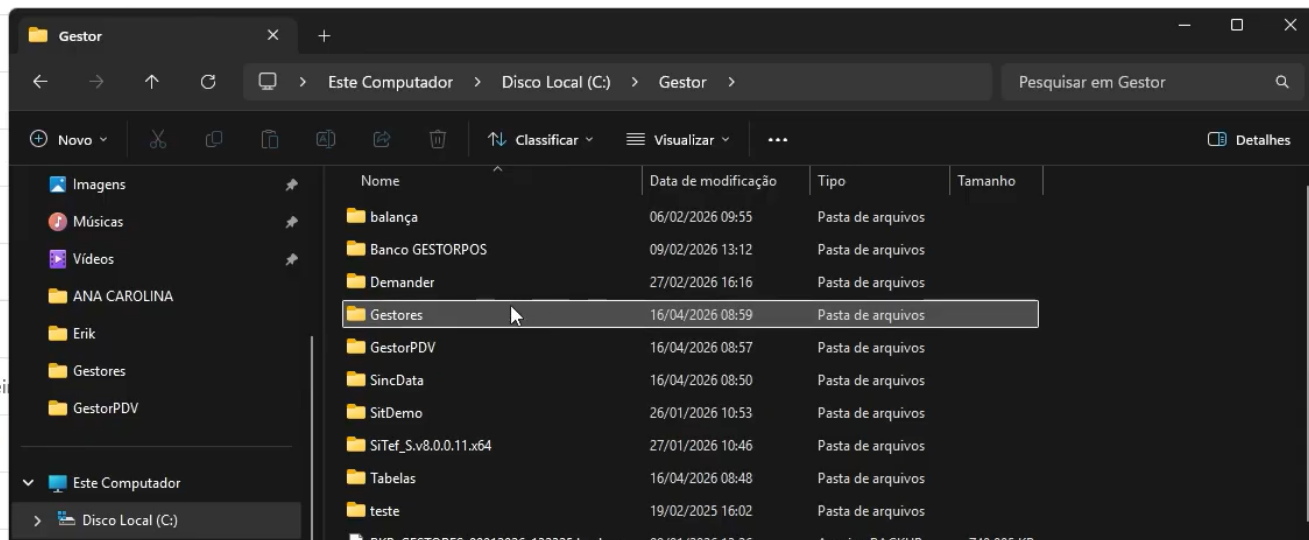 Gestor
Este Computador > Disco Local (C:) > Gestor >
Pesquisar em Gestor
Novo
Classificar
Visualizar
Detalhes
Imagens
Músicas
Vídeos
ANA CAROLINA
Erik
Gestores
GestorPDV
Este Computador
Disco Local (C:)
Nome Data de modificação Tipo Tamanho
balança 06/02/2026 09:55 Pasta de arquivos
Banco GESTORPOS 09/02/2026 13:12 Pasta de arquivos
Demander 27/02/2026 16:16 Pasta de arquivos
Gestores 16/04/2026 08:59 Pasta de arquivos
GestorPDV 16/04/2026 08:57 Pasta de arquivos
SincData 16/04/2026 08:50 Pasta de arquivos
SitDemo 26/01/2026 10:53 Pasta de arquivos
SiTef_S.v8.0.0.11.x64 27/01/2026 10:46 Pasta de arquivos
Tabelas 16/04/2026 08:48 Pasta de arquivos
teste 19/02/2025 16:02 Pasta de arquivos